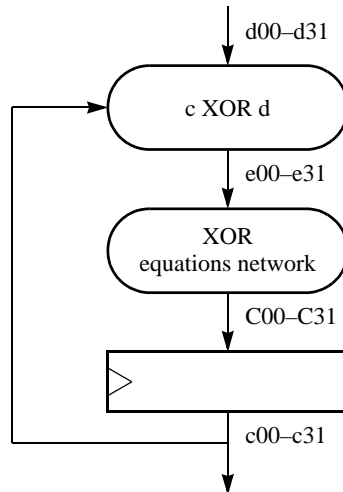 d00–d31
c XOR d
e00–e31
XOR
equations network
C00–C31
c00–c31